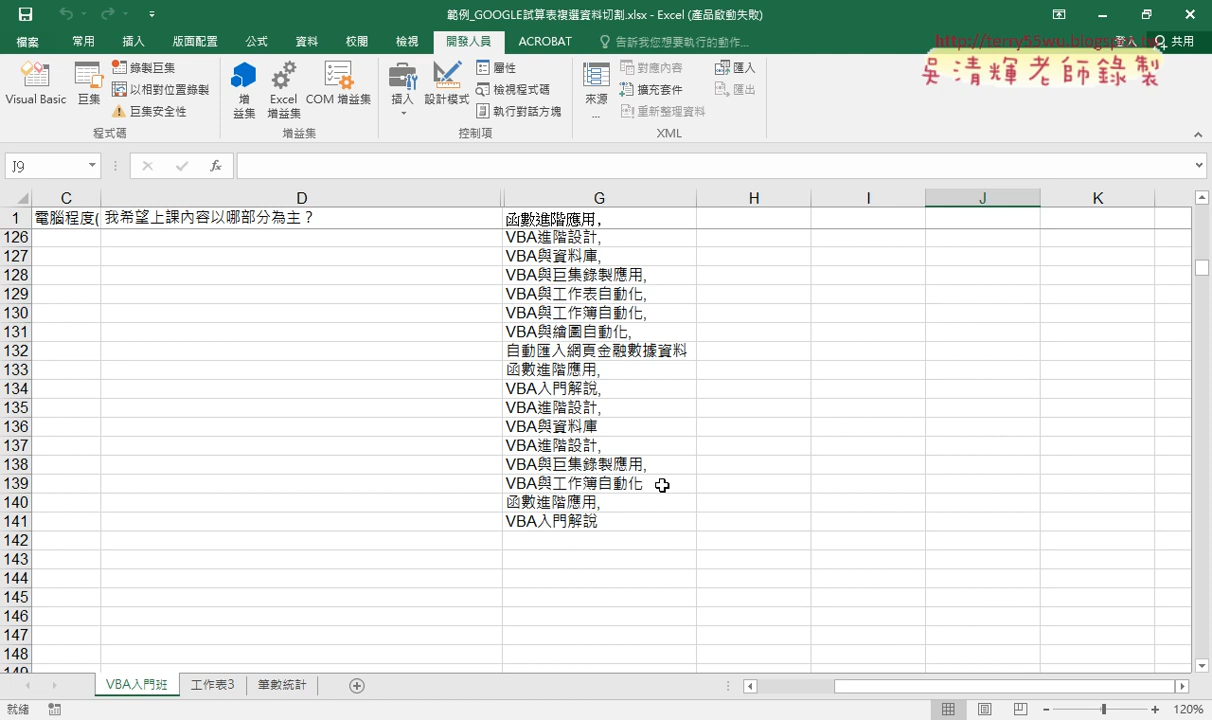 範例_GOOGLE試算表複選資料切割.xlsx - Excel (產品啟動失敗)
檔案 常用 插入 版面配置 公式 資料 校閱 檢視 開發人員 ACROBAT 告訴我您想要執行的動作... 登入 共用
http://terry55wu.blogspot.tw
吳清輝老師錄製
Visual Basic 巨集 錄製巨集 以相對位置錄製 巨集安全性 程式碼
增益集 Excel 增益集 COM 增益集 增益集
插入 設計模式 屬性 檢視程式碼 執行對話方塊 控制項
來源... 對應內容 擴充套件 重新整理資料 匯入 匯出 XML
J9 fx
C D G H I J K
1 電腦程度( 我希望上課內容以哪部分為主？ 函數進階應用,
126 VBA進階設計,
127 VBA與資料庫,
128 VBA與巨集錄製應用,
129 VBA與工作表自動化,
130 VBA與工作簿自動化,
131 VBA與繪圖自動化,
132 自動匯入網頁金融數據資料
133 函數進階應用,
134 VBA入門解說,
135 VBA進階設計,
136 VBA與資料庫
137 VBA進階設計,
138 VBA與巨集錄製應用,
139 VBA與工作簿自動化
140 函數進階應用,
141 VBA入門解說
142
143
144
145
146
147
148
149
VBA入門班 工作表3 筆數統計
就緒 120%